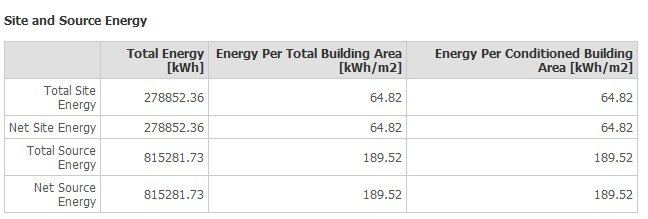 Site and Source Energy
Total Energy [kWh] Energy Per Total Building Area [kWh/m2] Energy Per Conditioned Building Area [kWh/m2]
Total Site Energy 278852.36 64.82 64.82
Net Site Energy 278852.36 64.82 64.82
Total Source Energy 815281.73 189.52 189.52
Net Source Energy 815281.73 189.52 189.52